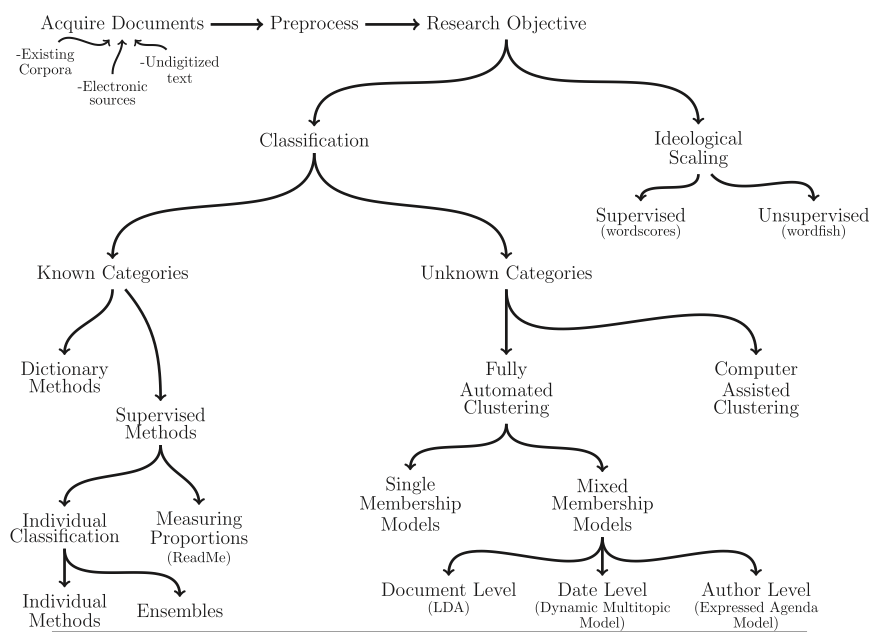 Acquire Documents
Preprocess
Research Objective
-Existing
Corpora
-Electronic
sources
-Undigitized
text
Classification
Ideological
Scaling
Supervised
(wordscores)
Unsupervised
(wordfish)
Known Categories
Unknown Categories
Dictionary
Methods
Supervised
Methods
Fully
Automated
Clustering
Computer
Assisted
Clustering
Individual
Classification
Measuring
Proportions
(ReadMe)
Single
Membership
Models
Mixed
Membership
Models
Individual
Methods
Ensembles
Document Level
(LDA)
Date Level
(Dynamic Multitopic
Model)
Author Level
(Expressed Agenda
Model)